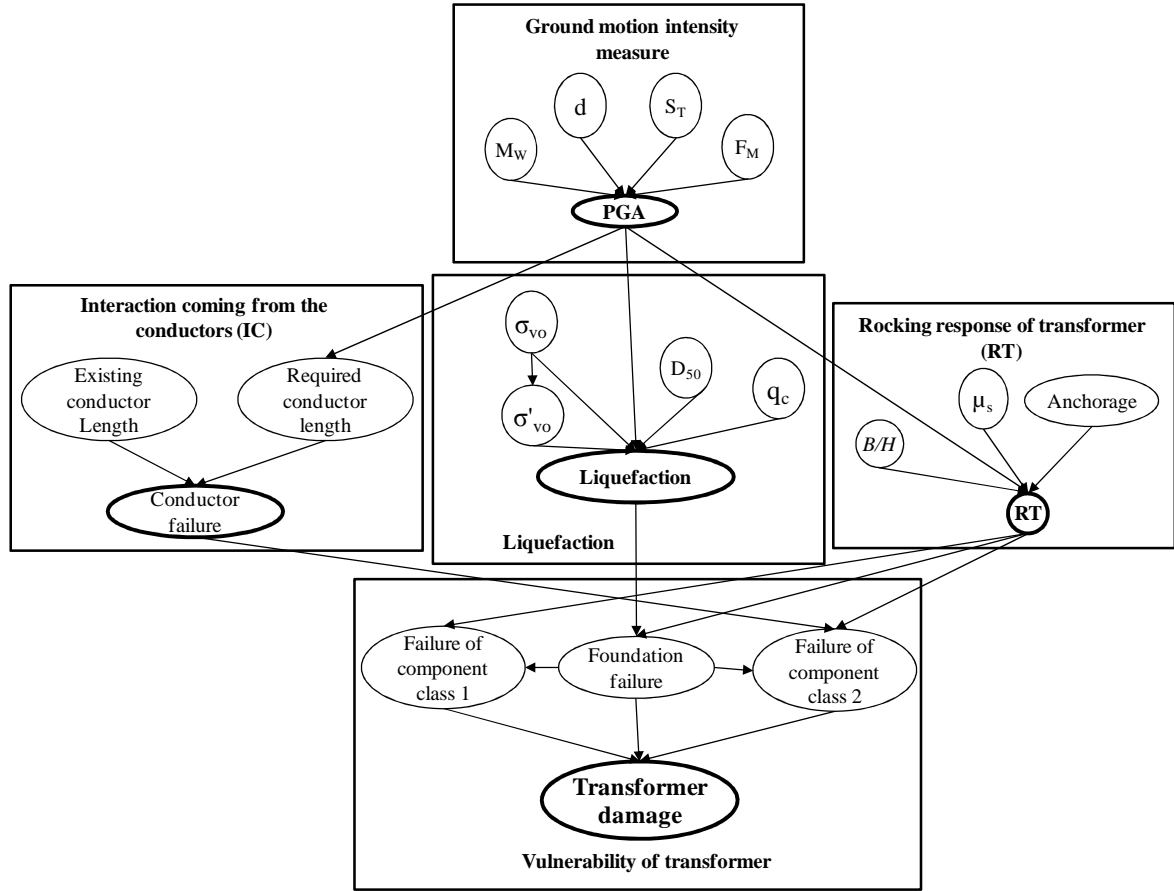 Ground motion intensity
measure
d
S_T
M_W
F_M
PGA
Interaction coming from the
conductors (IC)
Existing
conductor
Length
Required
conductor
length
Conductor
failure
σ_vo
σ'_vo
D_50
q_c
Liquefaction
Liquefaction
Rocking response of transformer
(RT)
μ_s
Anchorage
B/H
RT
Failure of
component
class 1
Foundation
failure
Failure of
component
class 2
Transformer
damage
Vulnerability of transformer